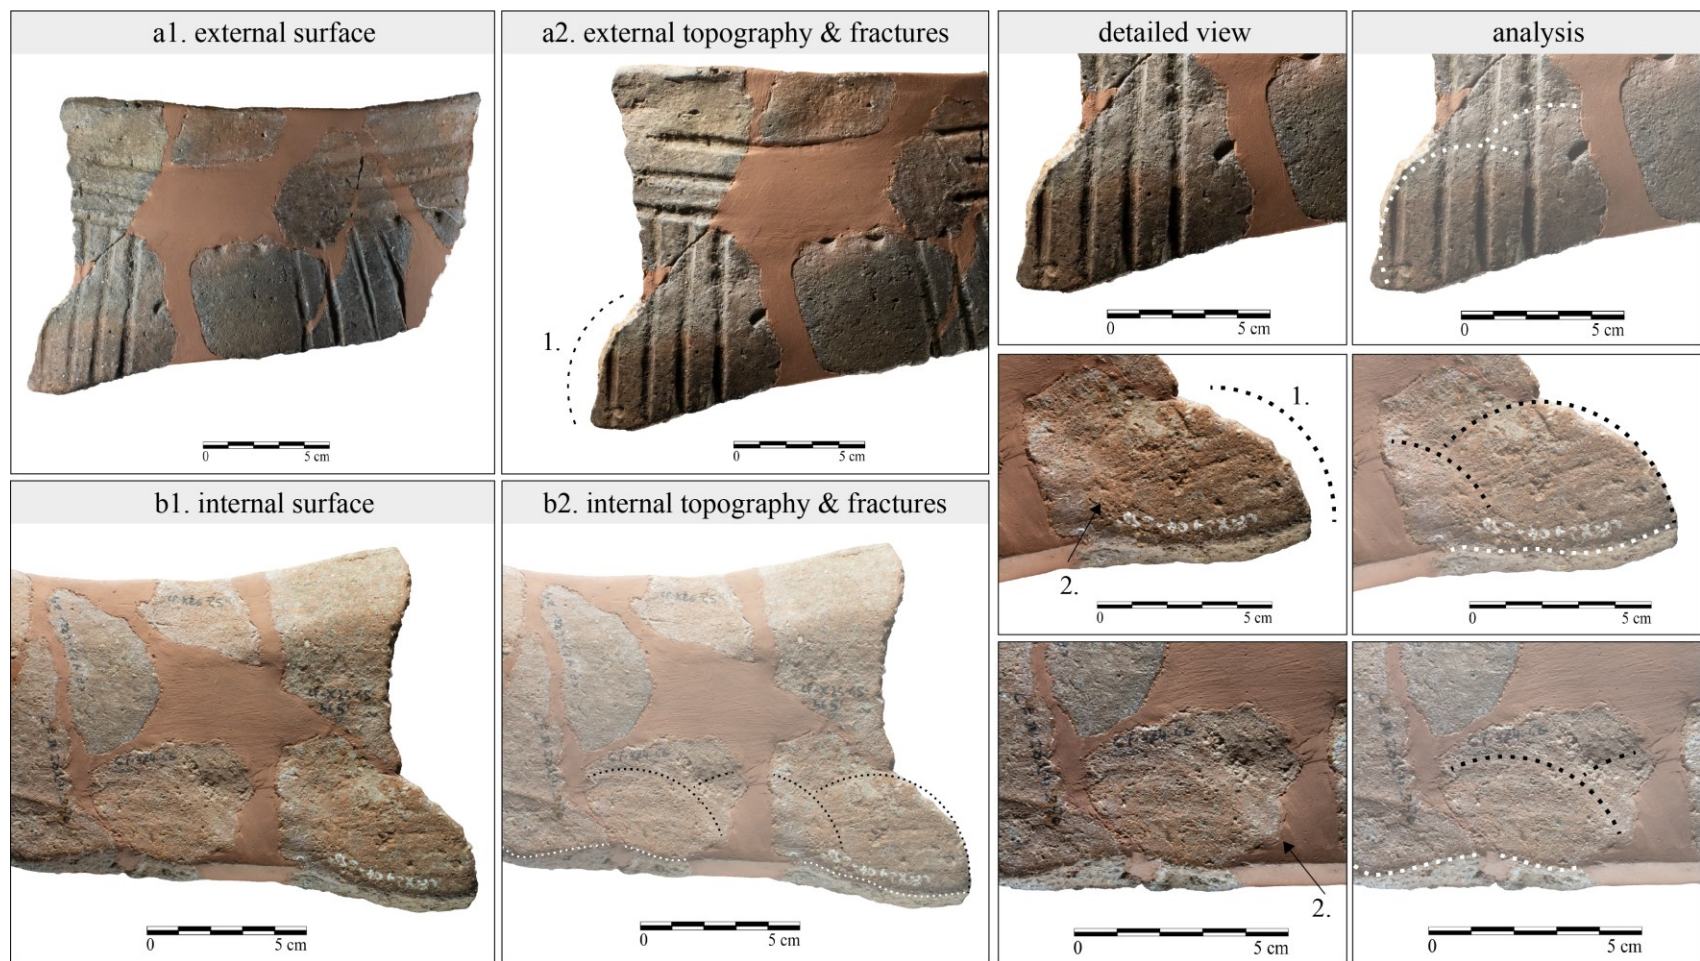 a1. external surface
0 5 cm
a2. external topography & fractures
1.
0 5 cm
detailed view
0 5 cm
analysis
0 5 cm
1.
2.
0 5 cm
0 5 cm
b1. internal surface
0 5 cm
b2. internal topography & fractures
0 5 cm
2.
0 5 cm
0 5 cm